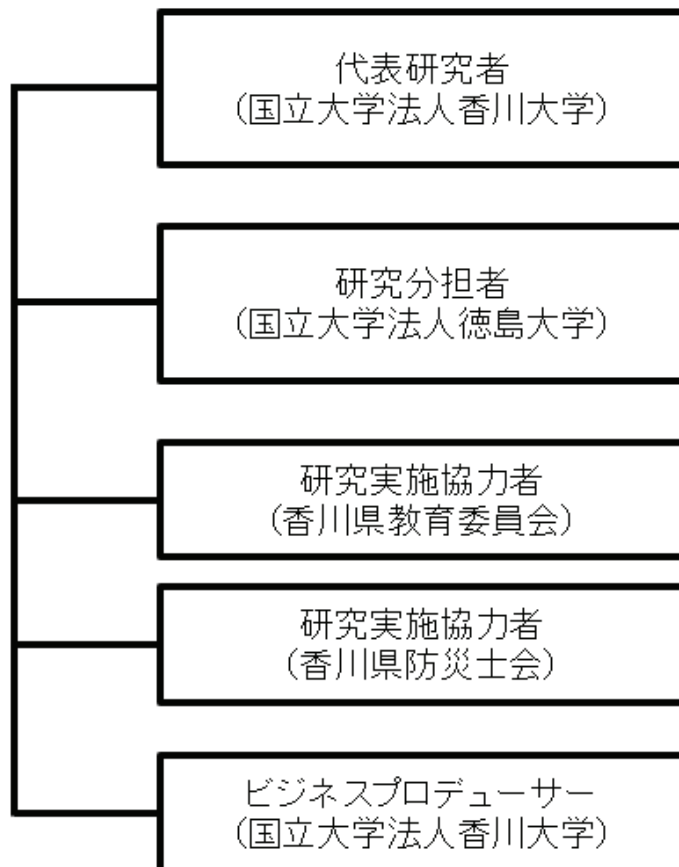 代表研究者
(国立大学法人香川大学)
研究分担者
(国立大学法人徳島大学)
研究実施協力者
(香川県教育委員会)
研究実施協力者
(香川県防災士会)
ビジネスプロデューサー
(国立大学法人香川大学)